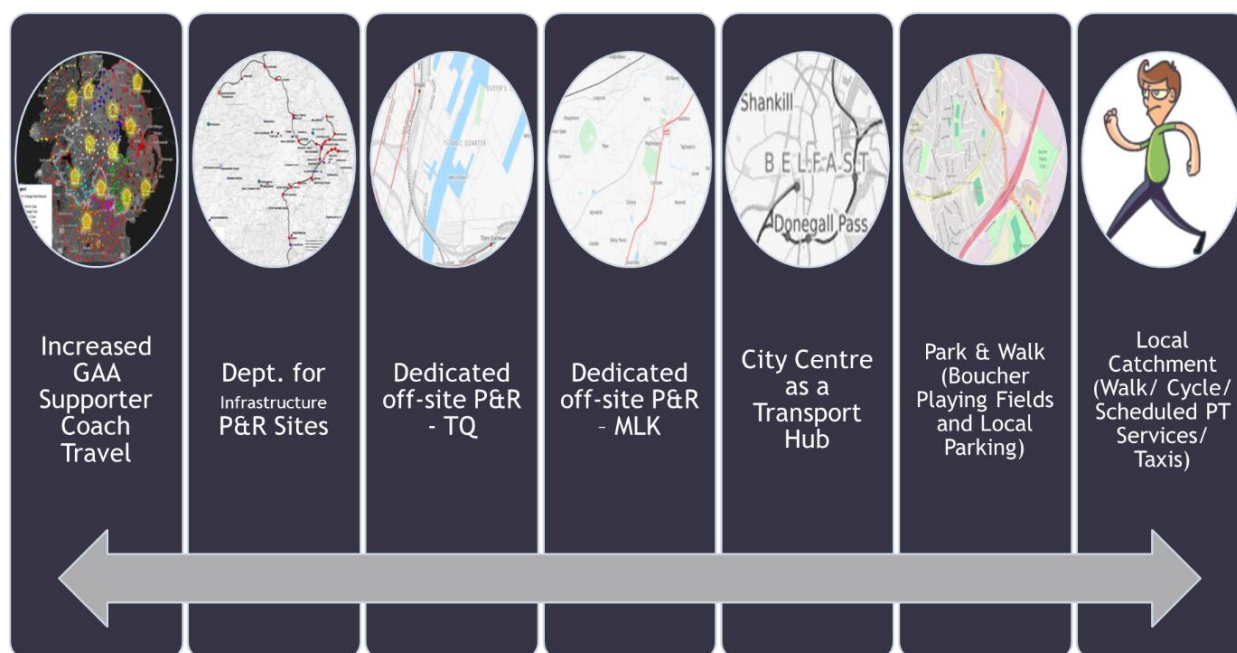 Increased
GAA
Supporter
Coach
Travel
Dept. for
Infrastructure
P&R Sites
TITANIC QUARTER
Dedicated
off-site P&R
- TQ
Dedicated
off-site P&R
– MLK
Shankill
BELFAST
Donegall Pass
City Centre
as a
Transport
Hub
Park & Walk
(Boucher
Playing Fields
and Local
Parking)
Local
Catchment
(Walk/ Cycle/
Scheduled PT
Services/
Taxis)